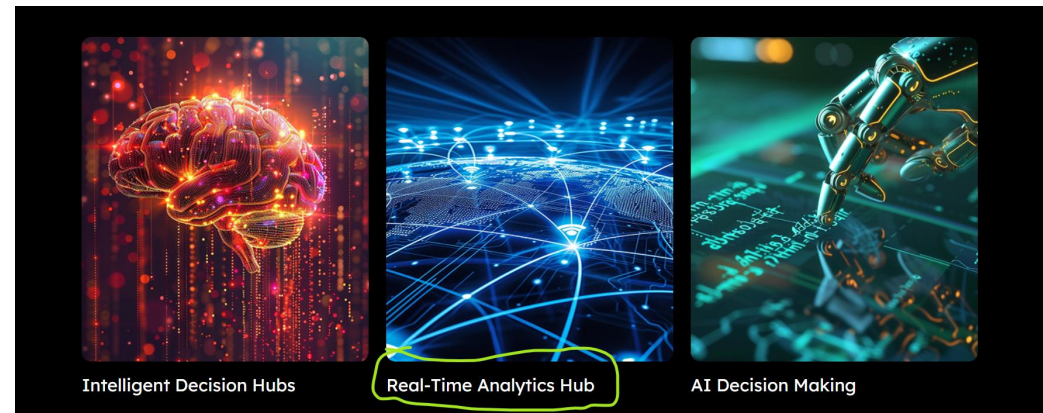 Intelligent Decision Hubs
Real-Time Analytics Hub
AI Decision Making